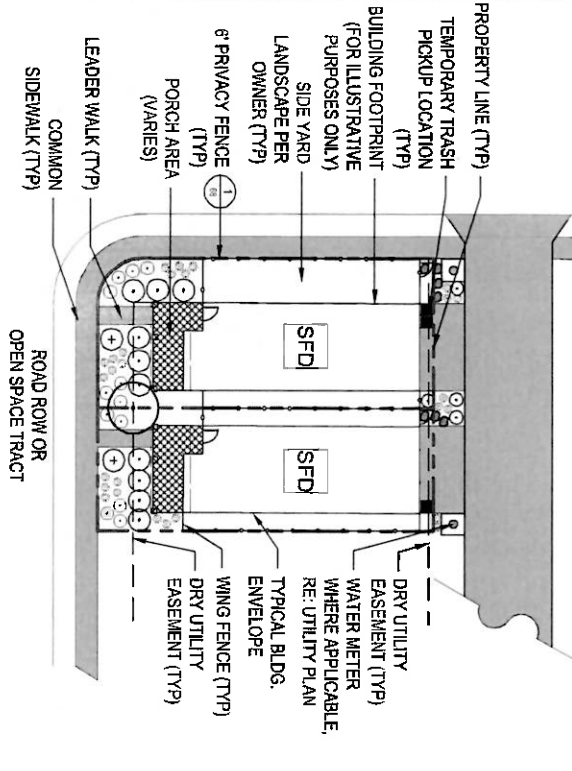 PROPERTY LINE (TYP)
TEMPORARY TRASH
PICKUP LOCATION
(TYP)
BUILDING FOOTPRINT
(FOR ILLUSTRATIVE
PURPOSES ONLY)
SIDE YARD
LANDSCAPE PER
OWNER (TYP)
6' PRIVACY FENCE
(TYP)
1
PORCH AREA
(VARIES)
LEADER WALK (TYP)
COMMON
SIDEWALK (TYP)
SFD
SFD
ROAD ROW OR
OPEN SPACE TRACT
DRY UTILITY
EASEMENT (TYP)
WATER METER
WHERE APPLICABLE,
RE: UTILITY PLAN
TYPICAL BLDG.
ENVELOPE
WING FENCE (TYP)
DRY UTILITY
EASEMENT (TYP)